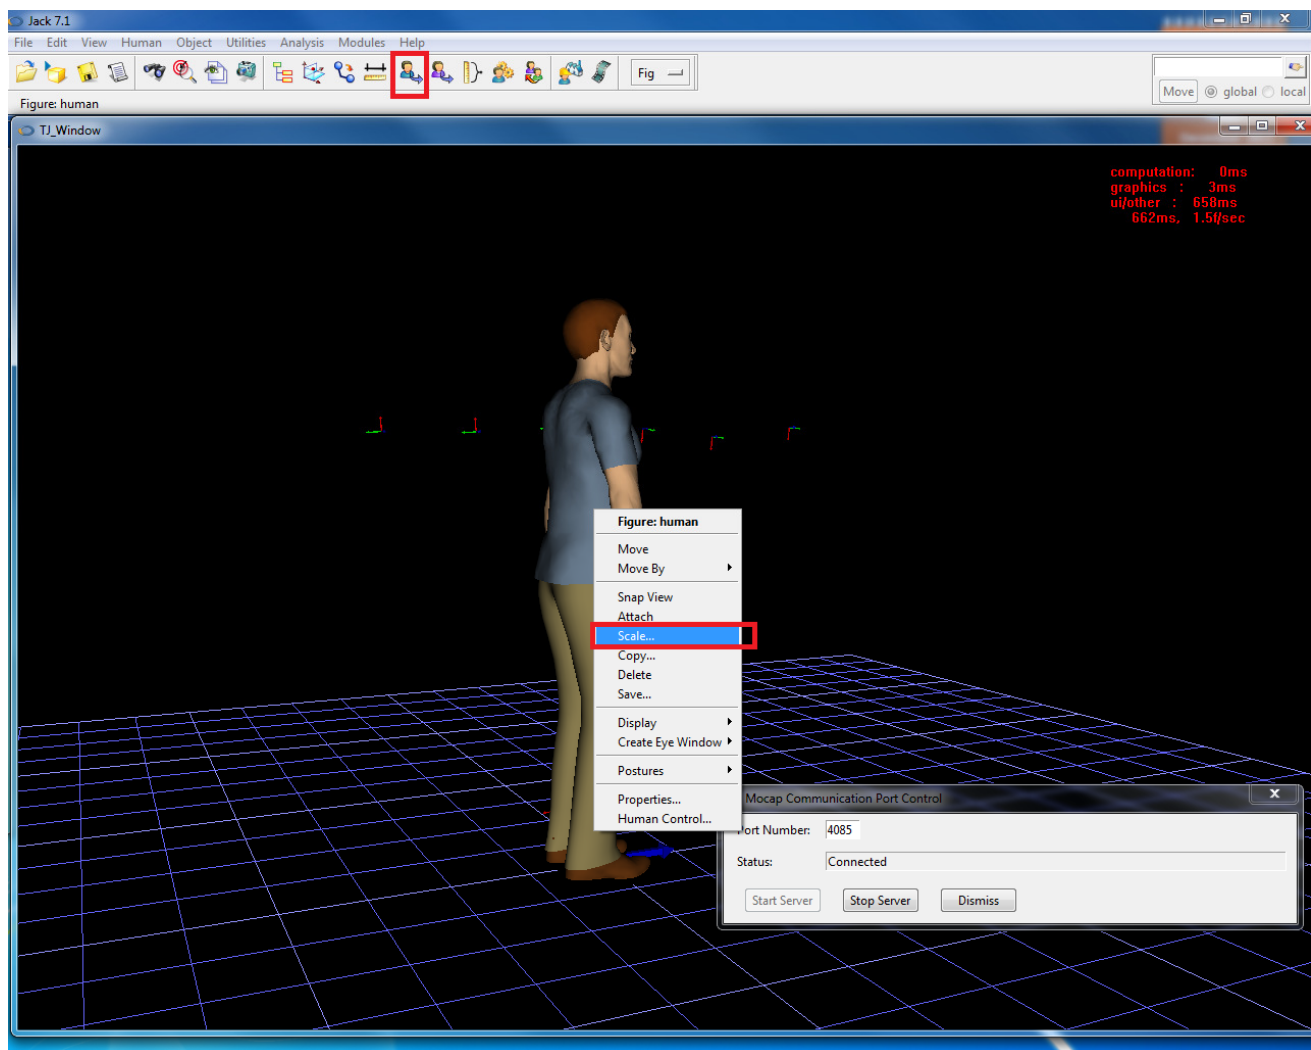 Jack 7.1
File Edit View Human Object Utilities Analysis Modules Help
Fig
Move global local
Figure: human
TJ_Window
computation: 0ms
graphics : 3ms
ui/other : 658ms
662ms, 1.5f/sec
Figure: human
Move
Move By
Snap View
Attach
Scale...
Copy...
Delete
Save...
Display
Create Eye Window
Postures
Properties...
Human Control...
Mocap Communication Port Control
Port Number: 4085
Status: Connected
Start Server Stop Server Dismiss